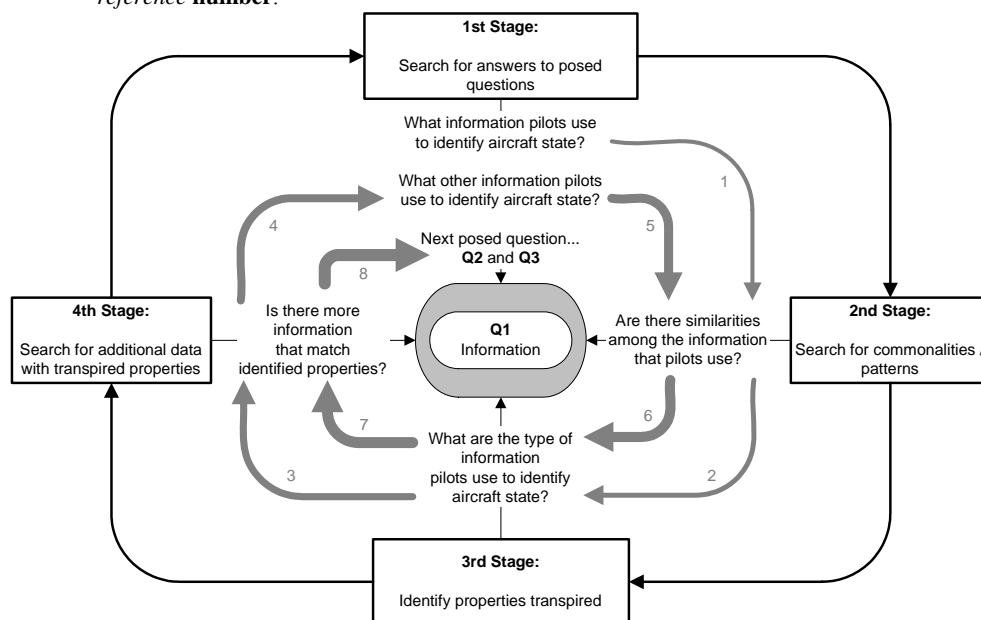 reference number.
1st Stage:
Search for answers to posed
questions
What information pilots use
to identify aircraft state?
1
What other information pilots
use to identify aircraft state?
4
5
Next posed question...
Q2 and Q3
8
4th Stage:
Search for additional data
with transpired properties
Is there more
information
that match
identified properties?
Q1
Information
Are there similarities
among the information
that pilots use?
2nd Stage:
Search for commonalities /
patterns
7
6
What are the type of
information
pilots use to identify
aircraft state?
3
2
3rd Stage:
Identify properties transpired